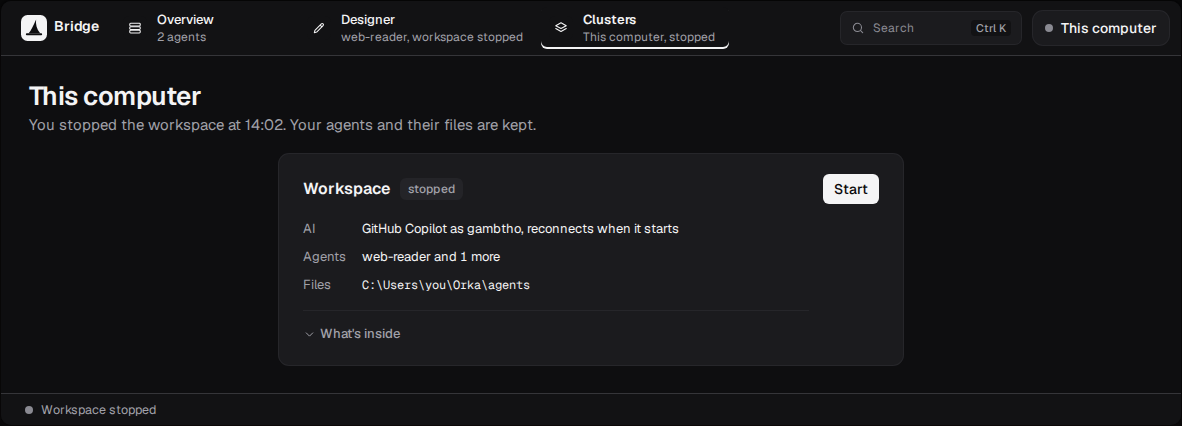 Bridge
Overview
2 agents
Designer
web-reader, workspace stopped
Clusters
This computer, stopped
Search
Ctrl K
This computer
This computer
You stopped the workspace at 14:02. Your agents and their files are kept.
Workspace
stopped
Start
AI
GitHub Copilot as gambtho, reconnects when it starts
Agents
web-reader and 1 more
Files
C:\Users\you\Orka\agents
What's inside
Workspace stopped